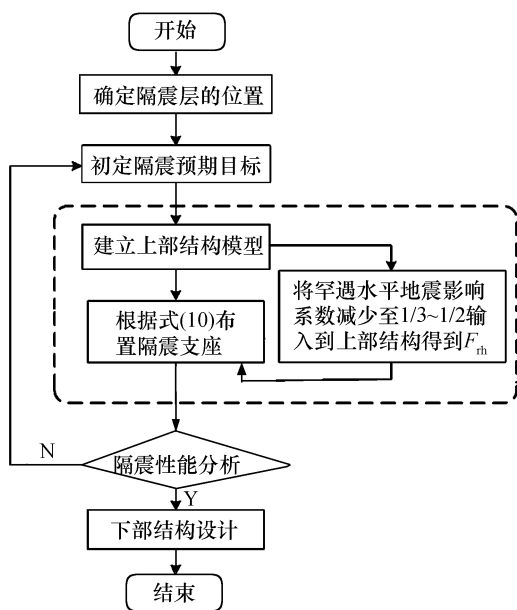 开始
确定隔震层的位置
初定隔震预期目标
建立上部结构模型
将罕遇水平地震影响
系数减少至1/3~1/2输
入到上部结构得到Frh
根据式(10)布
置隔震支座
N
隔震性能分析
Y
下部结构设计
结束